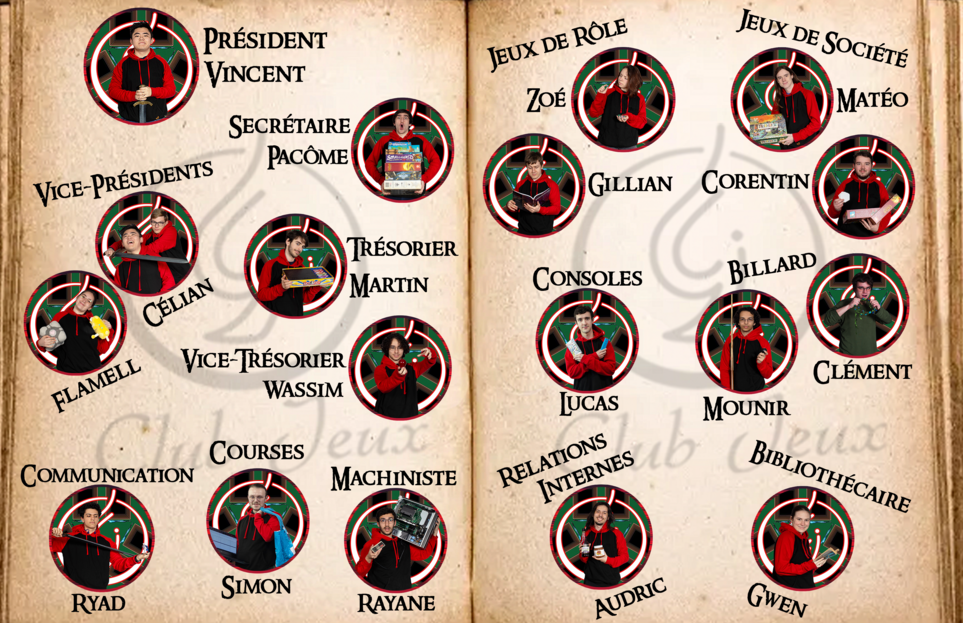 Président
Vincent
Secrétaire
Pacôme
Vice-Présidents
Célian
Flamell
Trésorier
Martin
Vice-Trésorier
Wassim
Communication
Ryad
Courses
Simon
Machiniste
Rayane
Club Jeux
Jeux de Rôle
Zoé
Gillian
Jeux de Société
Matéo
Corentin
Consoles
Lucas
Billard
Mounir
Clément
Relations
Internes
Audric
Bibliothécaire
Gwen
Club Jeux